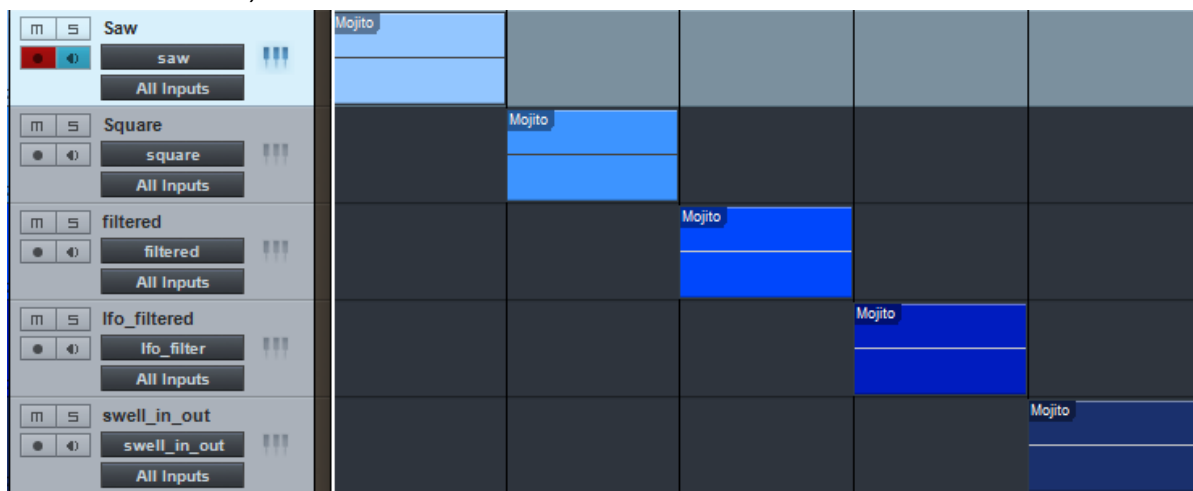 m S Saw Mojito
saw
All Inputs
m S Square Mojito
square
All Inputs
m S filtered Mojito
filtered
All Inputs
m S lfo_filtered Mojito
lfo_filter
All Inputs
m S swell_in_out Mojito
swell_in_out
All Inputs